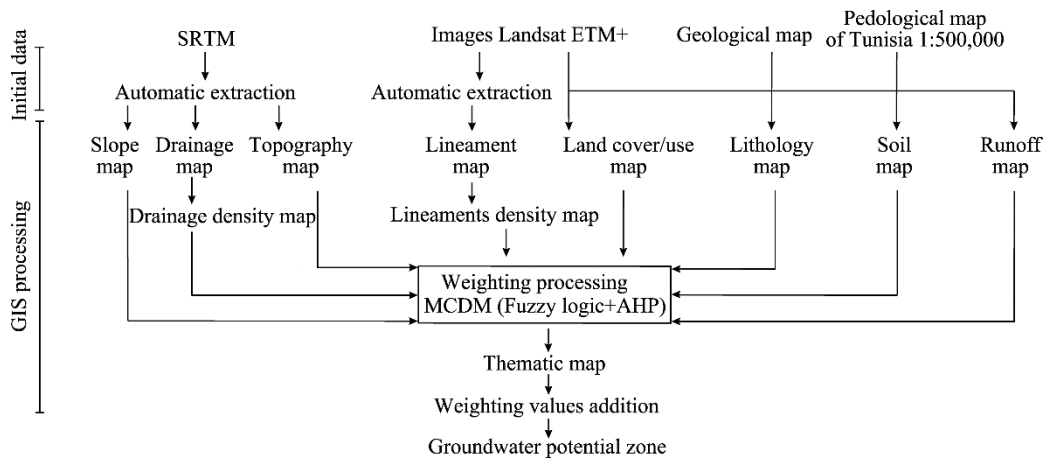 Initial data
GIS processing
SRTM
Images Landsat ETM+
Geological map
Pedological map
of Tunisia 1:500,000
Automatic extraction
Automatic extraction
Slope
map
Drainage
map
Topography
map
Lineament
map
Land cover/use
map
Lithology
map
Soil
map
Runoff
map
Drainage density map
Lineaments density map
Weighting processing
MCDM (Fuzzy logic+AHP)
Thematic map
Weighting values addition
Groundwater potential zone